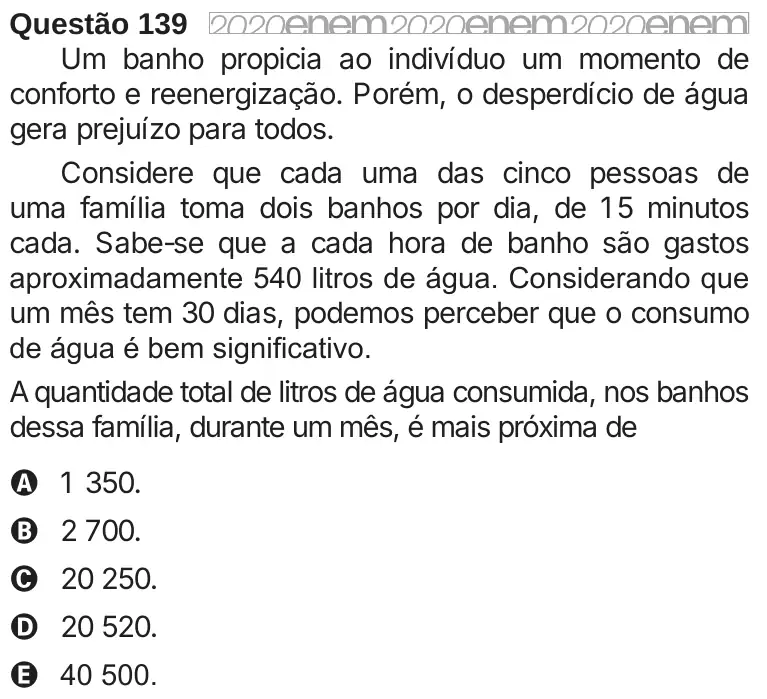 Questão 139 2020enem2020enem2020enem
Um banho propicia ao indivíduo um momento de
conforto e reenergização. Porém, o desperdício de água
gera prejuízo para todos.
Considere que cada uma das cinco pessoas de
uma família toma dois banhos por dia, de 15 minutos
cada. Sabe-se que a cada hora de banho são gastos
aproximadamente 540 litros de água. Considerando que
um mês tem 30 dias, podemos perceber que o consumo
de água é bem significativo.
A quantidade total de litros de água consumida, nos banhos
dessa família, durante um mês, é mais próxima de
A 1 350.
B 2 700.
C 20 250.
D 20 520.
E 40 500.